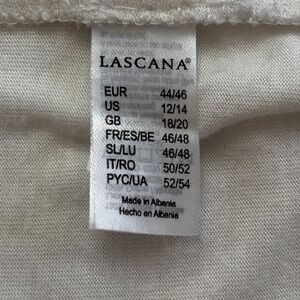 LASCANA®
EUR 44/46
US 12/14
GB 18/20
FR/ES/BE 46/48
SL/LU 46/48
IT/RO 50/52
PYC/UA 52/54
Made in Albania
Hecho en Albania